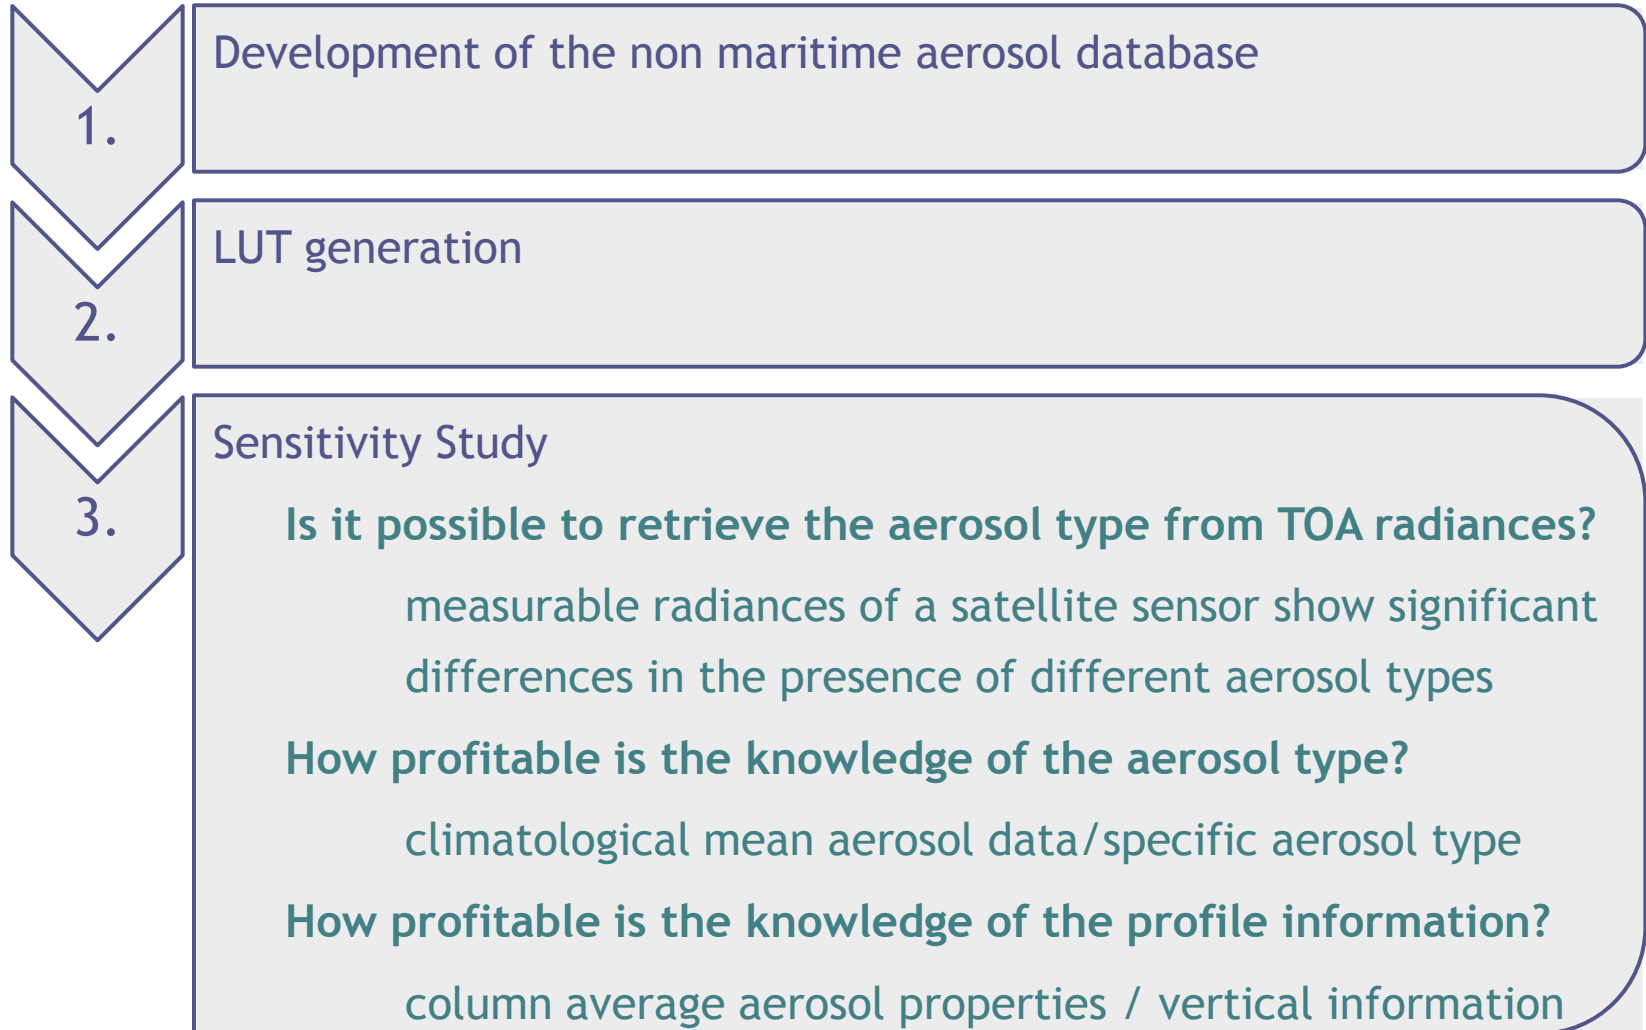 1.
Development of the non maritime aerosol database
2.
LUT generation
3.
Sensitivity Study
Is it possible to retrieve the aerosol type from TOA radiances?
measurable radiances of a satellite sensor show significant
differences in the presence of different aerosol types
How profitable is the knowledge of the aerosol type?
climatological mean aerosol data/specific aerosol type
How profitable is the knowledge of the profile information?
column average aerosol properties / vertical information